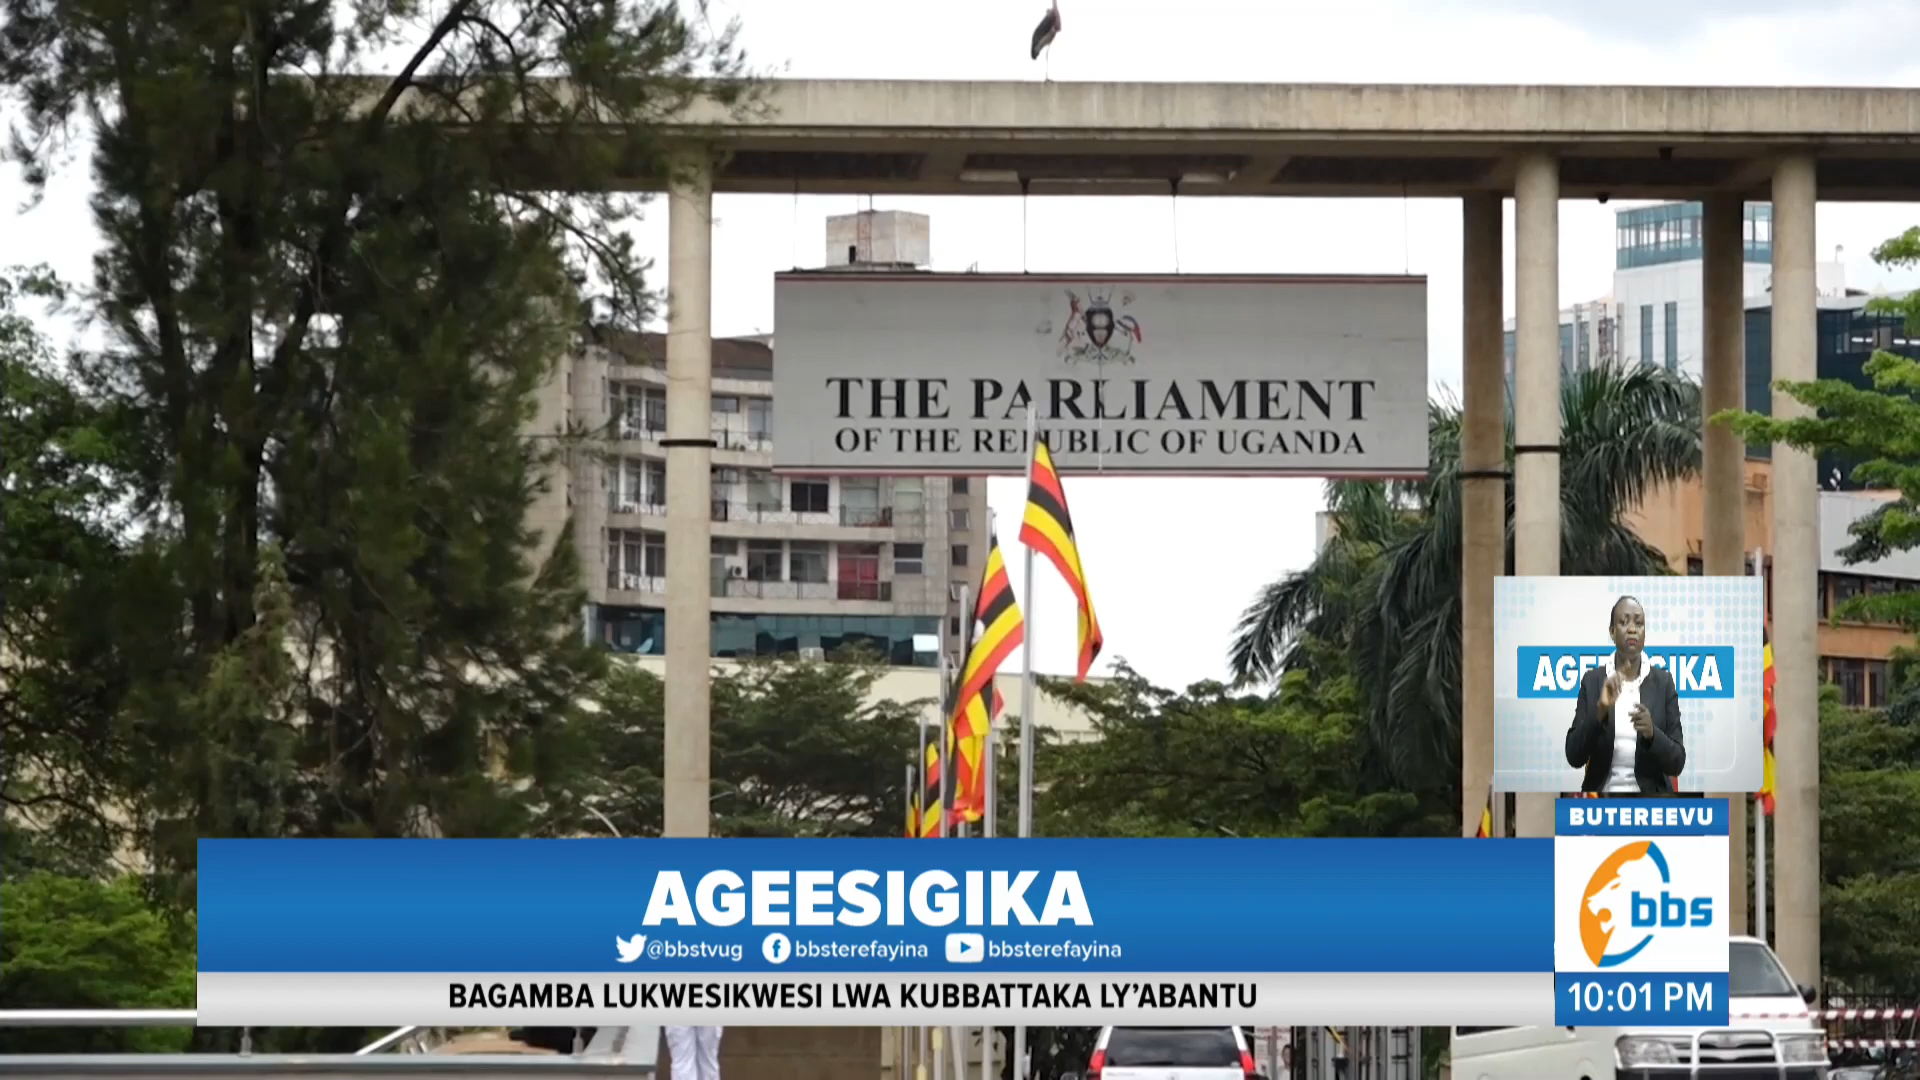 THE PARLIAMENT
OF THE REPUBLIC OF UGANDA
BUTEREEVU
bbs
AGEESIGIKA
@bbstvug bbsterefayina bbsterefayina
BAGAMBA LUKWESIKWESI LWA KUBBATTAKA LY’ABANTU
10:01 PM